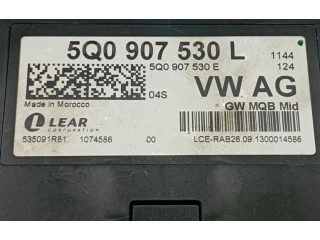 5Q0 907 530 L 1144
5Q0 907 530 E 124
04S VW AG
Made in Morocco GW MQB Mid
LEAR
CORPORATION
535091R81 1074586 00 LCE-RAB26.09.1300014586